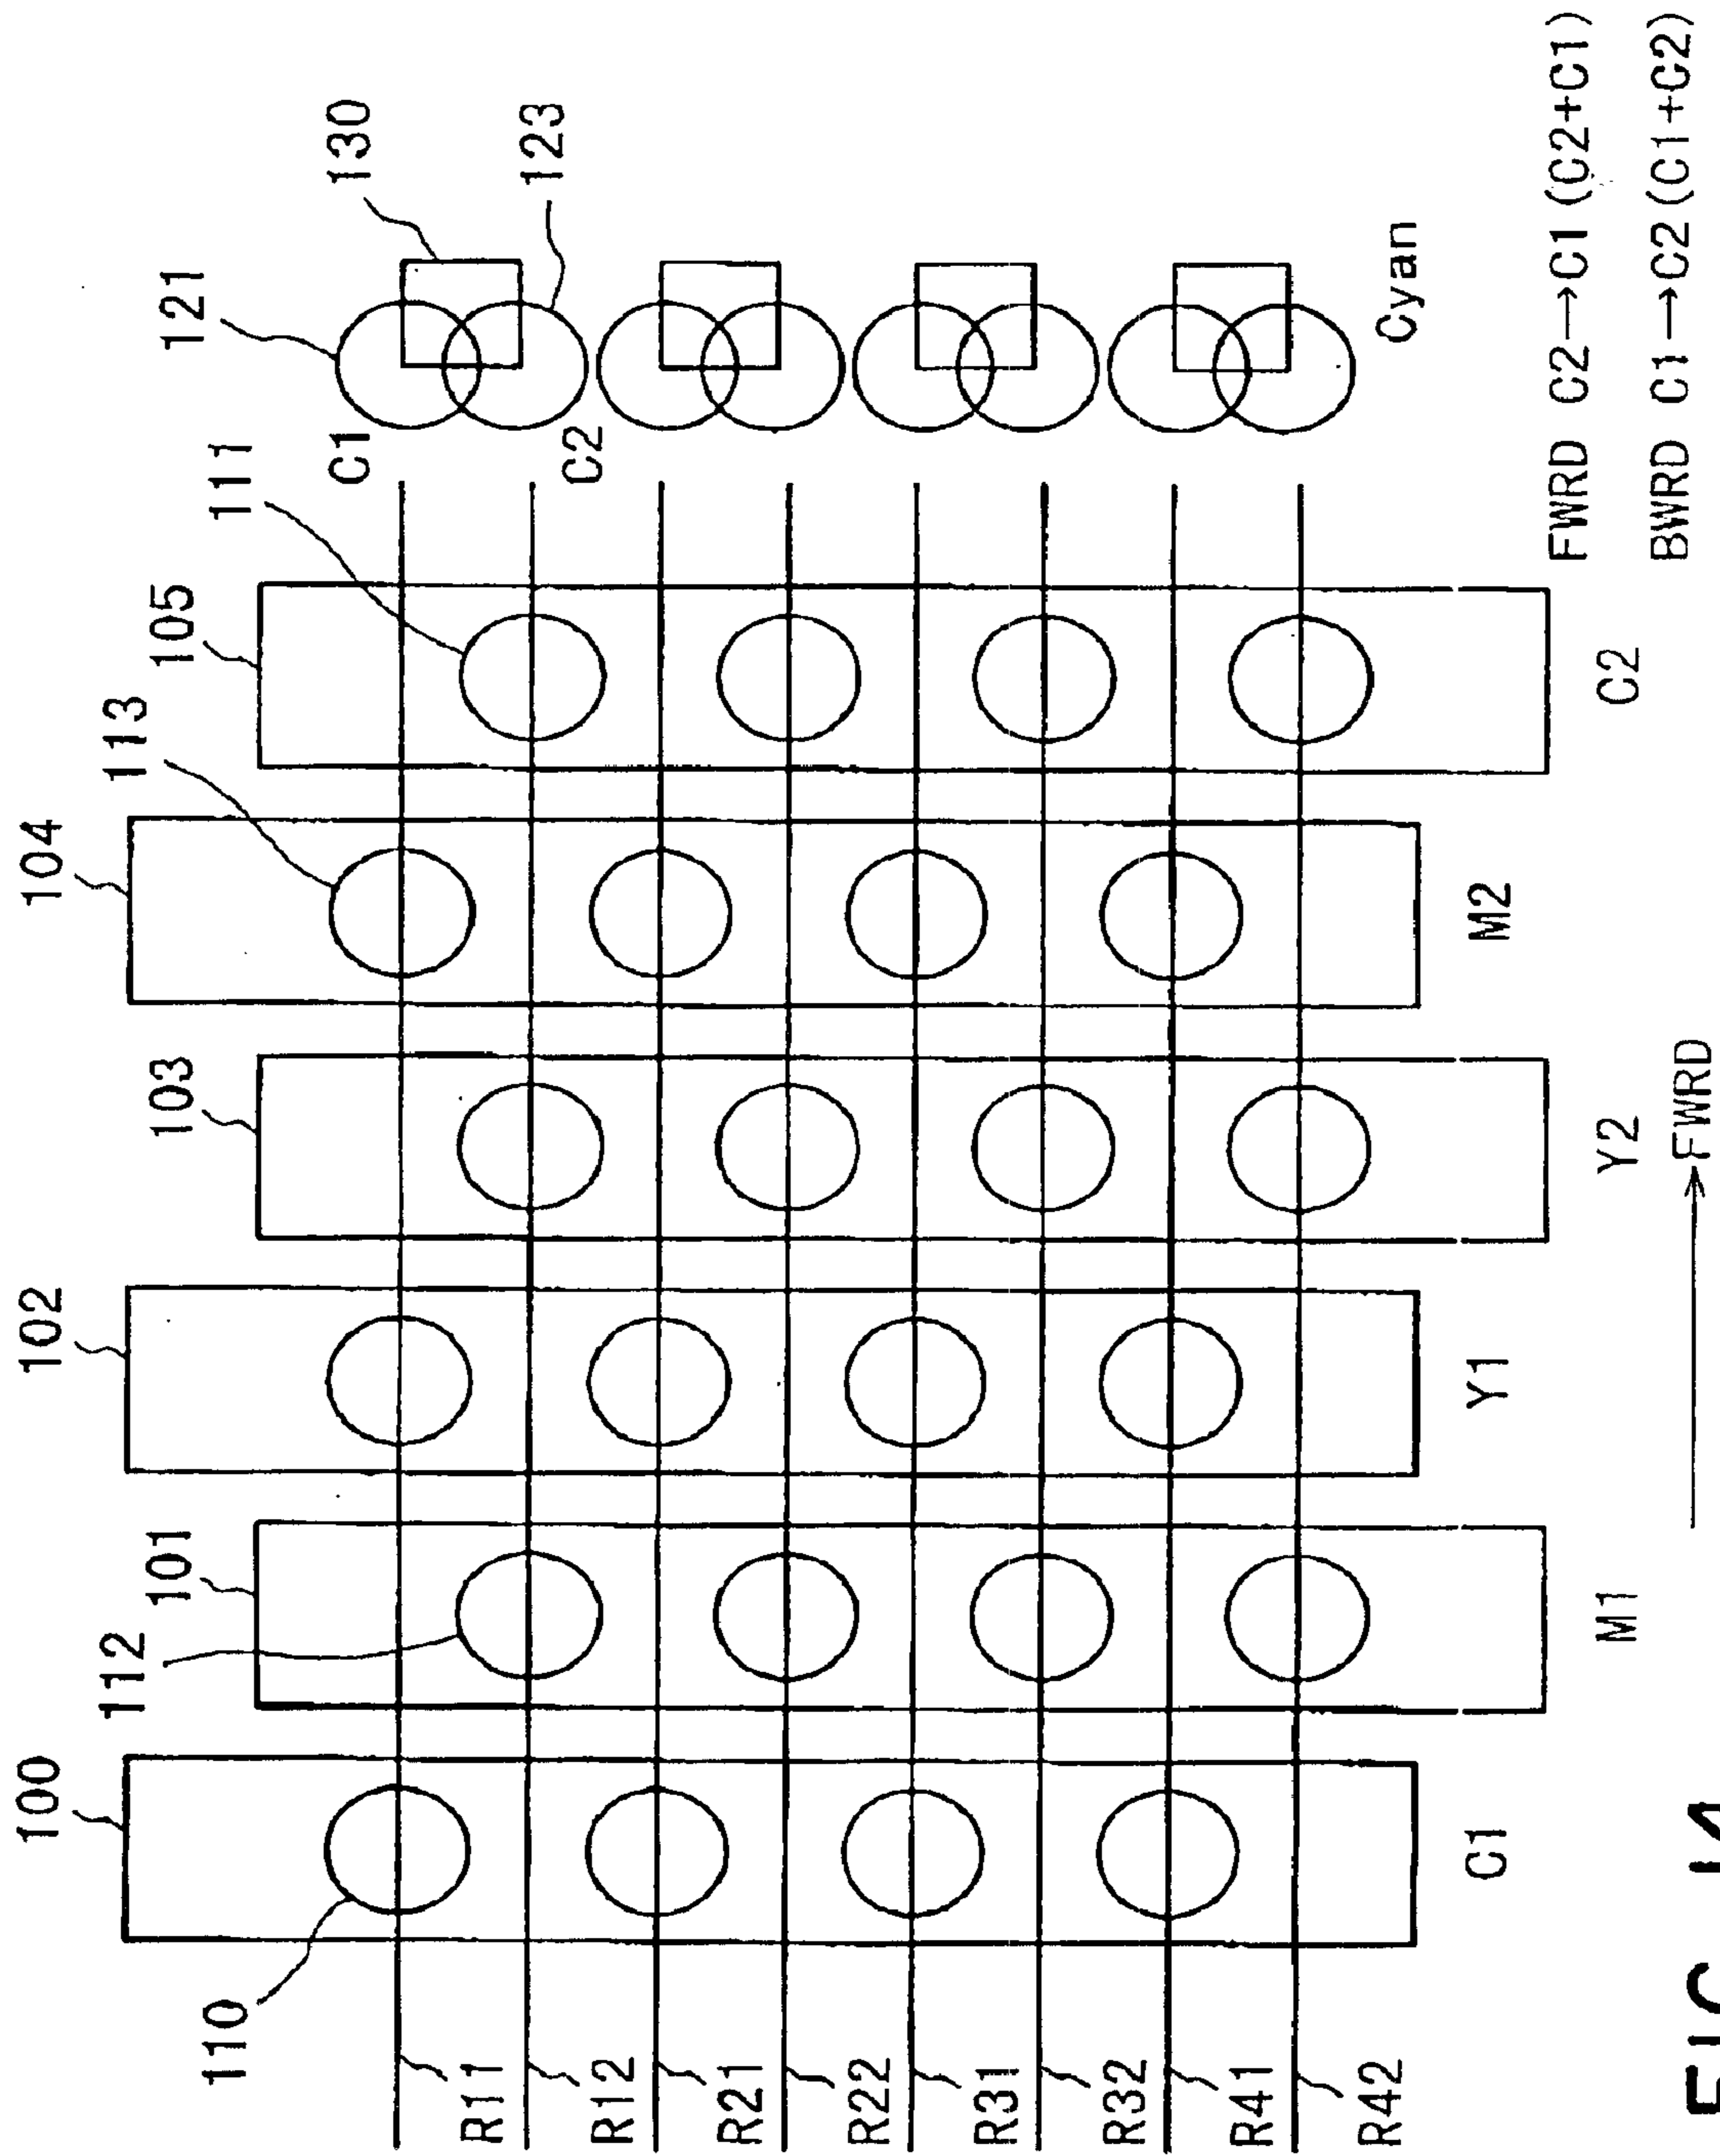 100
101
102
103
104
105
110
112
113
111
121
130
123
C1
C2
R11
R12
R21
R22
R31
R32
R41
R42
C1
M1
Y1
Y2
M2
C2
Cyan
→FWRD
FWRD C2→C1(C2+C1)
BWRD C1→C2(C1+C2)